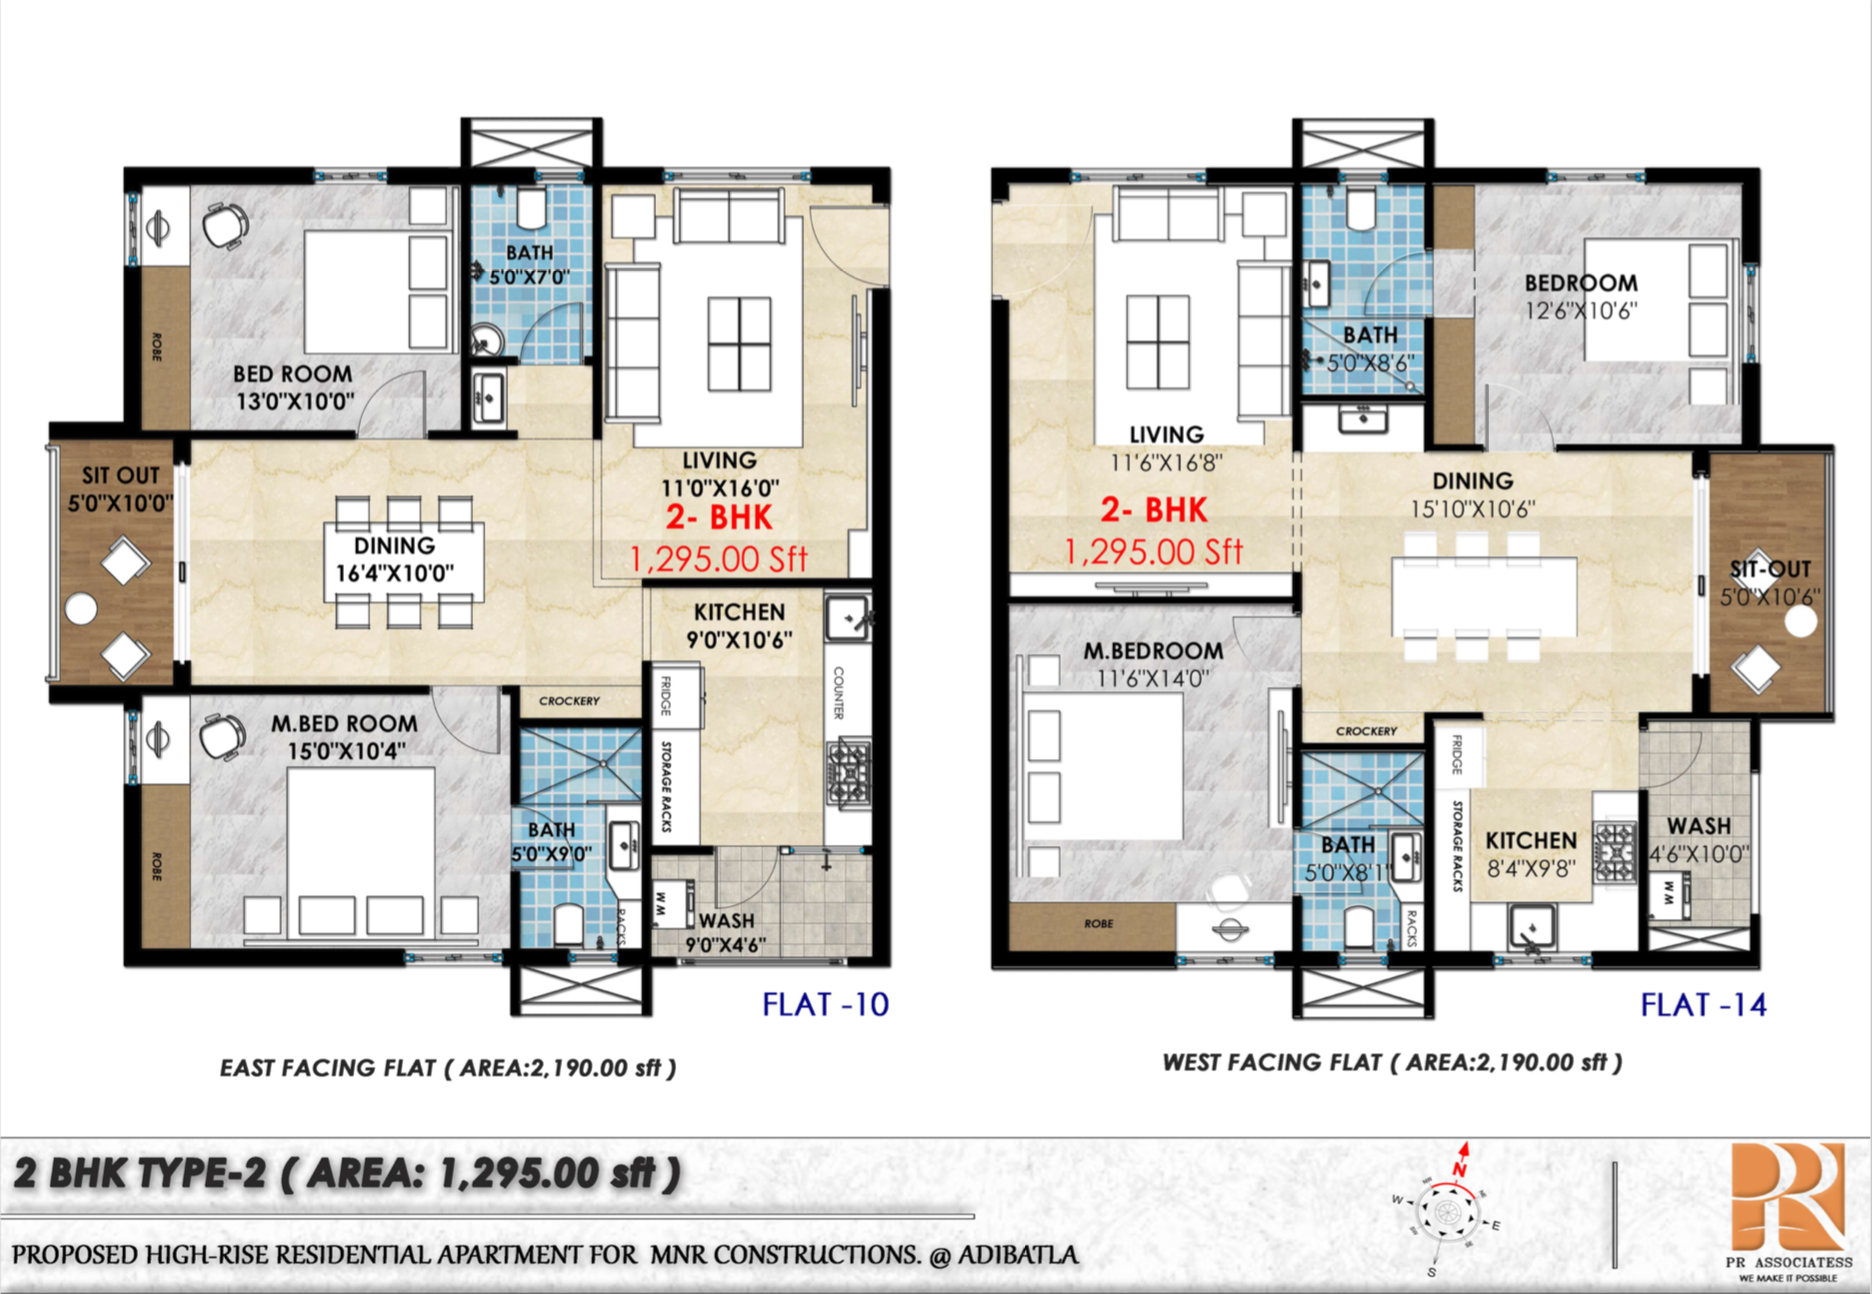 BATH
5'0"X7'0"
ROBE
BED ROOM
13'0"X10'0"
SIT OUT
5'0"X10'0"
LIVING
11'0"X16'0"
2- BHK
1,295.00 Sft
DINING
16'4"X10'0"
KITCHEN
9'0"X10'6"
FRIDGE
COUNTER
CROCKERY
STORAGE RACKS
M.BED ROOM
15'0"X10'4"
ROBE
BATH
5'0"X9'0"
RACKS
W M
WASH
9'0"X4'6"
FLAT -10
EAST FACING FLAT ( AREA:2,190.00 sft )
BEDROOM
12'6"X10'6"
BATH
5'0"X8'6"
LIVING
11'6"X16'8"
2- BHK
1,295.00 Sft
DINING
15'10"X10'6"
SIT-OUT
5'0"X10'6"
M.BEDROOM
11'6"X14'0"
CROCKERY
FRIDGE
STORAGE RACKS
BATH
5'0"X8'1"
KITCHEN
8'4"X9'8"
WASH
4'6"X10'0"
W M
ROBE
RACKS
FLAT -14
WEST FACING FLAT ( AREA:2,190.00 sft )
2 BHK TYPE-2 ( AREA: 1,295.00 sft )
PROPOSED HIGH-RISE RESIDENTIAL APARTMENT FOR MNR CONSTRUCTIONS. @ ADIBATLA
N
W
E
S
PR
PR ASSOCIATESS
WE MAKE IT POSSIBLE